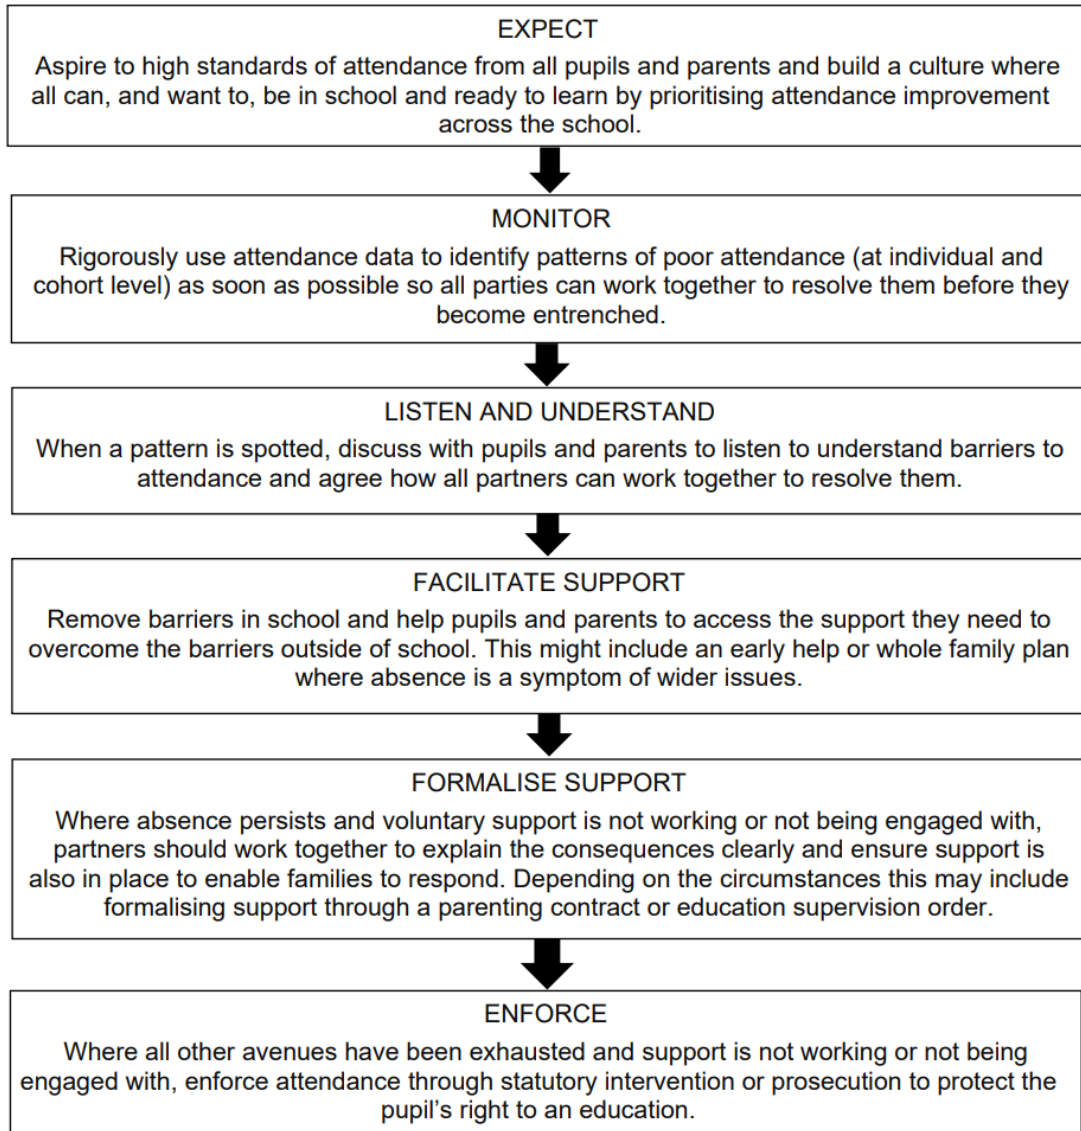 EXPECT
Aspire to high standards of attendance from all pupils and parents and build a culture where
all can, and want to, be in school and ready to learn by prioritising attendance improvement
across the school.
MONITOR
Rigorously use attendance data to identify patterns of poor attendance (at individual and
cohort level) as soon as possible so all parties can work together to resolve them before they
become entrenched.
LISTEN AND UNDERSTAND
When a pattern is spotted, discuss with pupils and parents to listen to understand barriers to
attendance and agree how all partners can work together to resolve them.
FACILITATE SUPPORT
Remove barriers in school and help pupils and parents to access the support they need to
overcome the barriers outside of school. This might include an early help or whole family plan
where absence is a symptom of wider issues.
FORMALISE SUPPORT
Where absence persists and voluntary support is not working or not being engaged with,
partners should work together to explain the consequences clearly and ensure support is
also in place to enable families to respond. Depending on the circumstances this may include
formalising support through a parenting contract or education supervision order.
ENFORCE
Where all other avenues have been exhausted and support is not working or not being
engaged with, enforce attendance through statutory intervention or prosecution to protect the
pupil’s right to an education.